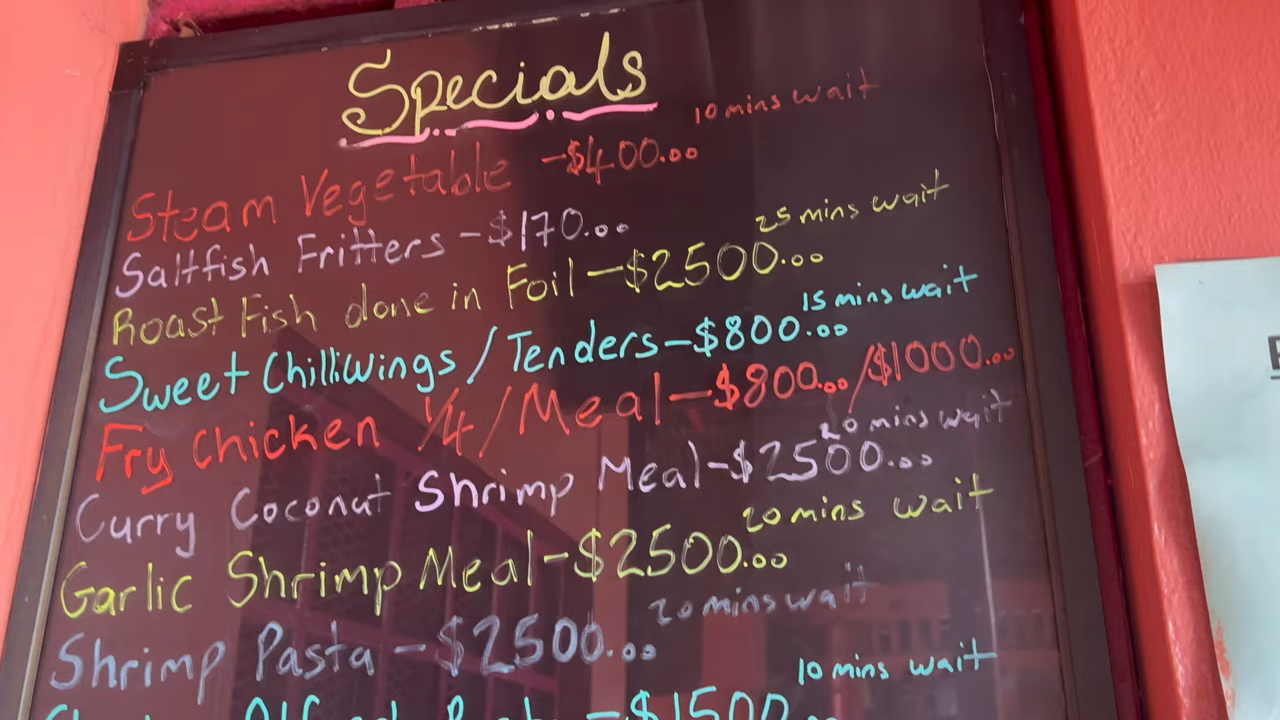 Specials
10 mins wait
Steam Vegetable -$400.00
Saltfish Fritters -$170.00
25 mins wait
Roast Fish done in Foil -$2500.00
15 mins wait
Sweet Chilli Wings / Tenders -$800.00
Fry Chicken 1/4 / Meal -$800.00 /$1000.00
20 mins wait
Curry Coconut Shrimp Meal -$2500.00
20 mins wait
Garlic Shrimp Meal -$2500.00
20 mins wait
Shrimp Pasta -$2500.00
10 mins wait
-$1500.00